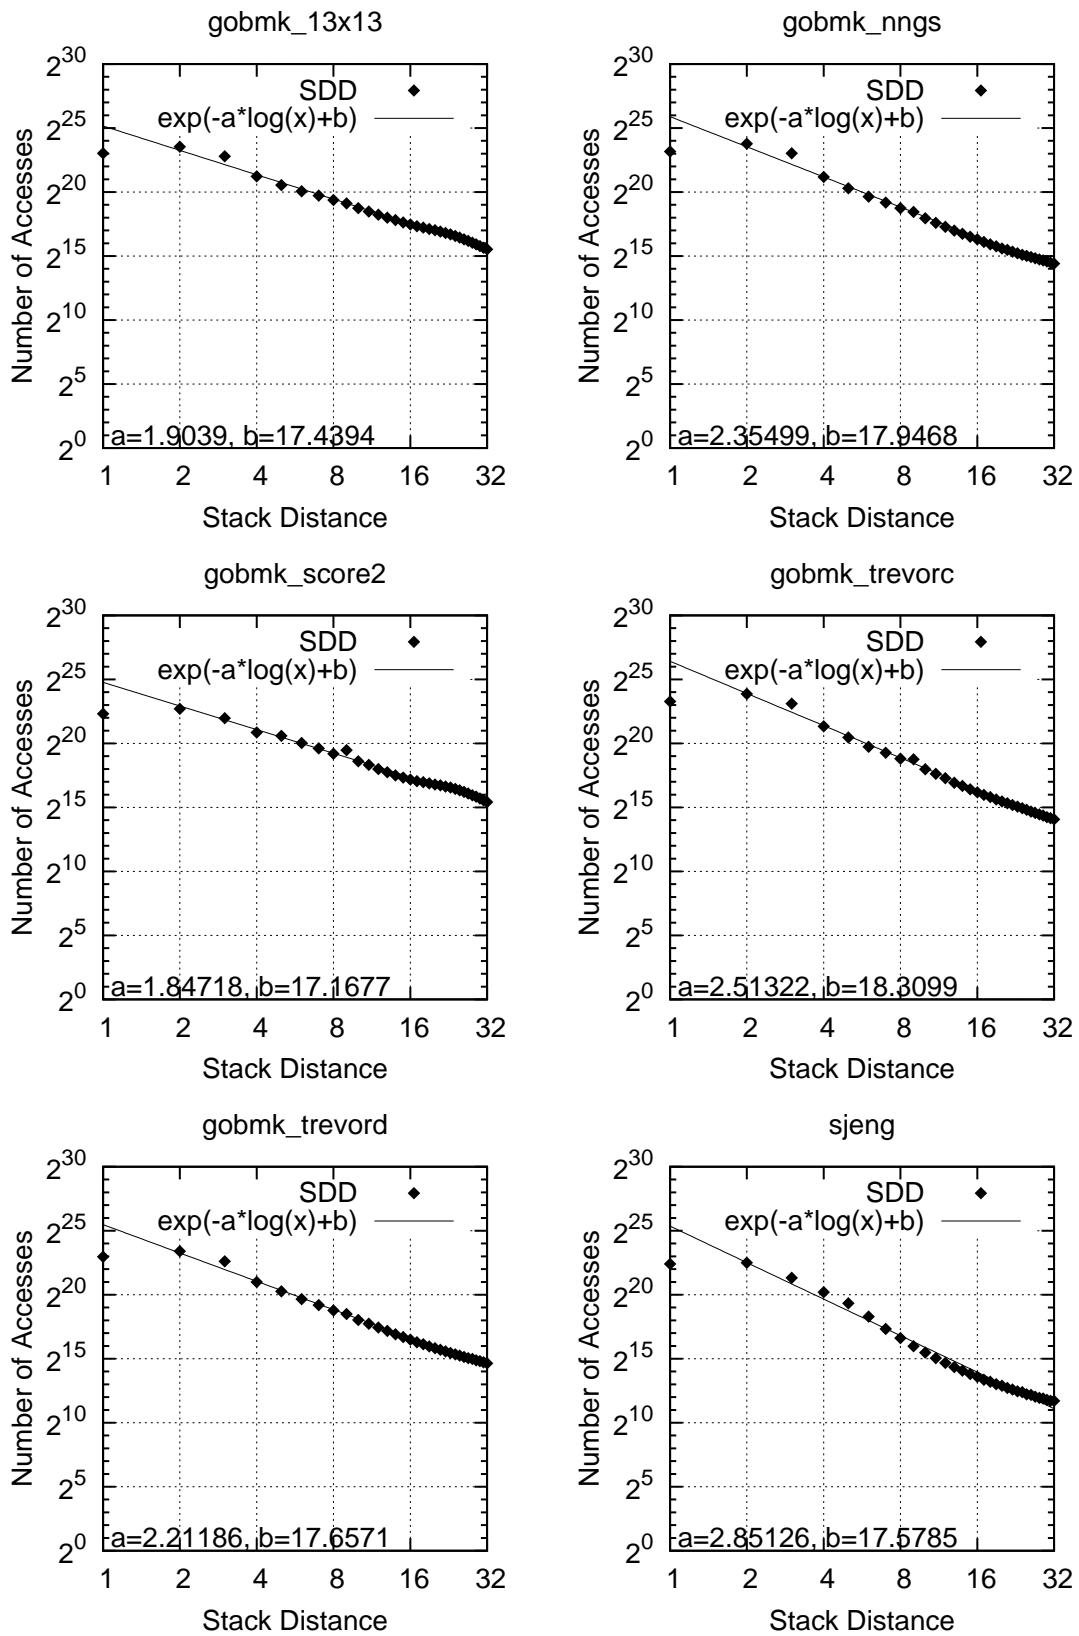 gobmk_13x13
2^30
2^25
2^20
2^15
2^10
2^5
2^0
Number of Accesses
SDD
exp(-a*log(x)+b)
a=1.9039, b=17.4394
1 2 4 8 16 32
Stack Distance
gobmk_nngs
2^30
2^25
2^20
2^15
2^10
2^5
2^0
Number of Accesses
SDD
exp(-a*log(x)+b)
a=2.35499, b=17.9468
1 2 4 8 16 32
Stack Distance
gobmk_score2
2^30
2^25
2^20
2^15
2^10
2^5
2^0
Number of Accesses
SDD
exp(-a*log(x)+b)
a=1.84718, b=17.1677
1 2 4 8 16 32
Stack Distance
gobmk_trevorc
2^30
2^25
2^20
2^15
2^10
2^5
2^0
Number of Accesses
SDD
exp(-a*log(x)+b)
a=2.51322, b=18.3099
1 2 4 8 16 32
Stack Distance
gobmk_trevord
2^30
2^25
2^20
2^15
2^10
2^5
2^0
Number of Accesses
SDD
exp(-a*log(x)+b)
a=2.21186, b=17.6571
1 2 4 8 16 32
Stack Distance
sjeng
2^30
2^25
2^20
2^15
2^10
2^5
2^0
Number of Accesses
SDD
exp(-a*log(x)+b)
a=2.85126, b=17.5785
1 2 4 8 16 32
Stack Distance